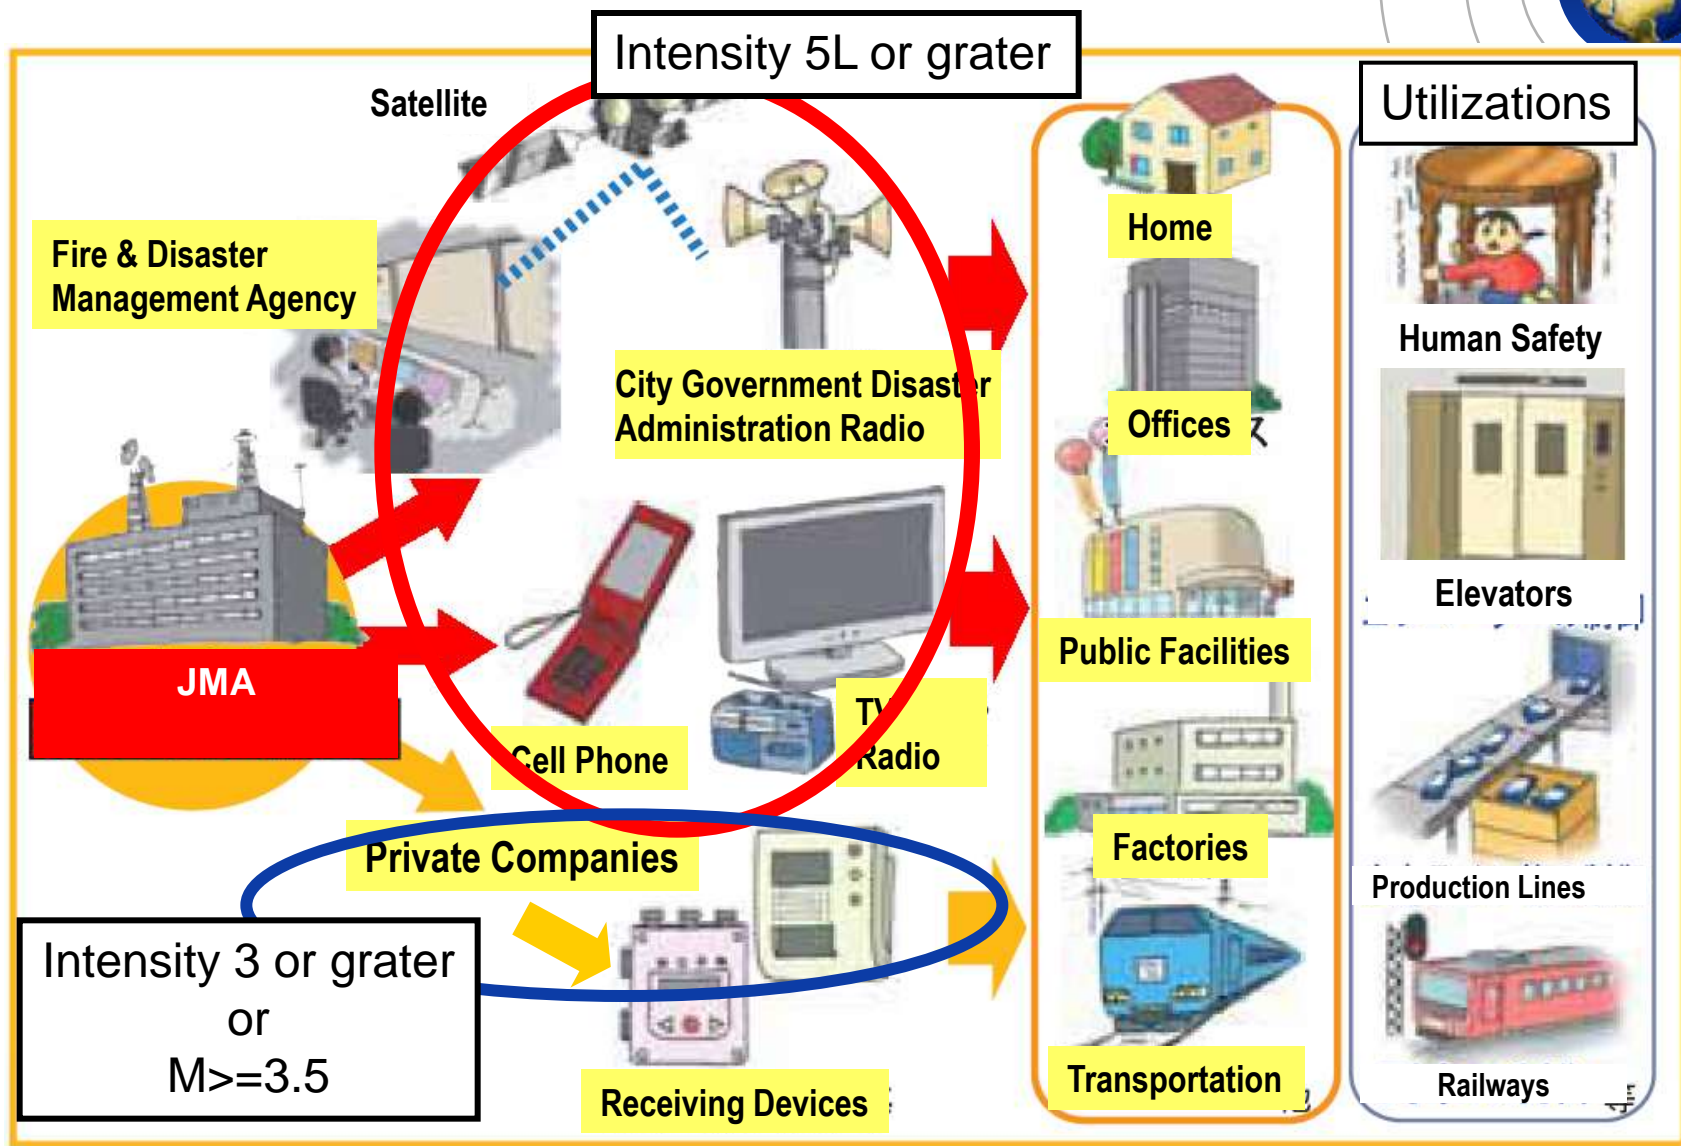 Intensity 5L or grater
Satellite
Utilizations
Fire & Disaster
Management Agency
Home
Human Safety
City Government Disaster
Administration Radio
Offices
Elevators
JMA
Public Facilities
Cell Phone
TV
Radio
Private Companies
Factories
Production Lines
Intensity 3 or grater
or
M>=3.5
Receiving Devices
Transportation
Railways